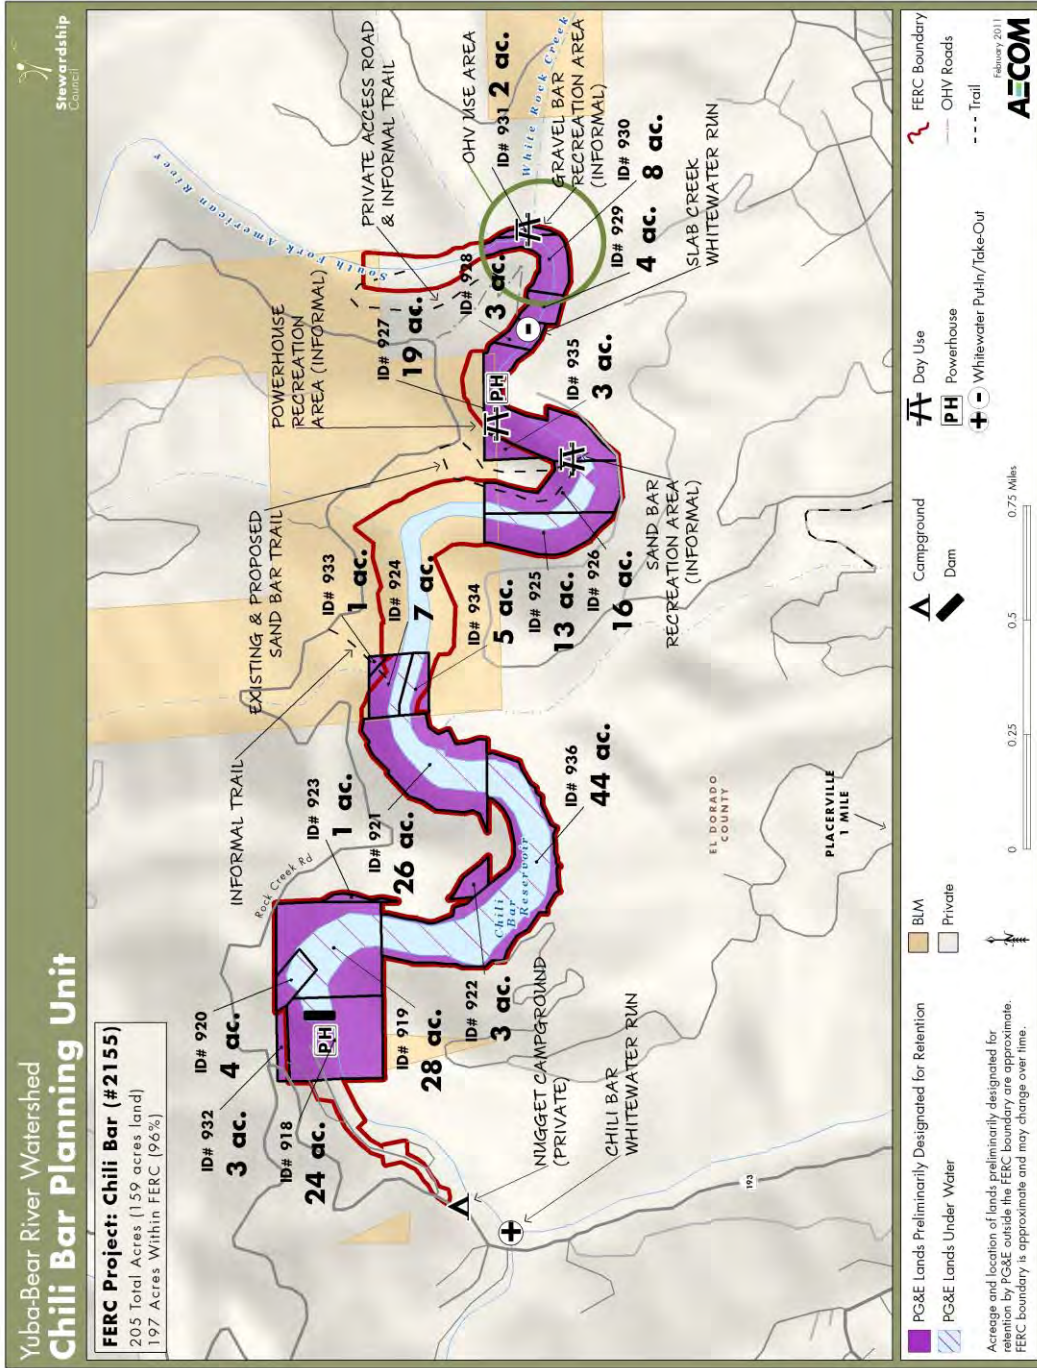 Yuba-Bear River Watershed
Chili Bar Planning Unit
Stewardship
Council
FERC Project: Chili Bar (#2155)
205 Total Acres (159 acres land)
197 Acres Within FERC (96%)
ID# 932
3 ac.
ID# 920
4 ac.
ID# 918
24 ac.
ID# 919
28 ac.
ID# 922
3 ac.
ID# 923
1 ac.
ID# 921
26 ac.
ID# 936
44 ac.
ID# 933
1 ac.
ID# 924
7 ac.
ID# 934
5 ac.
ID# 925
13 ac.
ID# 926
16 ac.
ID# 935
3 ac.
ID# 927
19 ac.
ID# 928
3 ac.
ID# 929
4 ac.
ID# 930
8 ac.
ID# 931 2 ac.
INFORMAL TRAIL
Rock Creek Rd
EXISTING & PROPOSED
SAND BAR TRAIL
POWERHOUSE
RECREATION
AREA (INFORMAL)
PRIVATE ACCESS ROAD
& INFORMAL TRAIL
South Fork American River
OHV USE AREA
White Rock Creek
GRAVEL BAR
RECREATION AREA
(INFORMAL)
SLAB CREEK
WHITEWATER RUN
SAND BAR
RECREATION AREA
(INFORMAL)
Chili
Bar
Reservoir
NUGGET CAMPGROUND
(PRIVATE)
CHILI BAR
WHITEWATER RUN
PH
PH
193
EL DORADO
COUNTY
PLACERVILLE
1 MILE
PG&E Lands Preliminarily Designated for Retention
PG&E Lands Under Water
BLM
Private
Campground
Dam
Day Use
PH Powerhouse
Whitewater Put-In/Take-Out
FERC Boundary
OHV Roads
Trail
Acreage and location of lands preliminarily designated for
retention by PG&E outside the FERC boundary are approximate.
FERC boundary is approximate and may change over time.
N
0 0.25 0.5 0.75 Miles
February 2011
AECOM